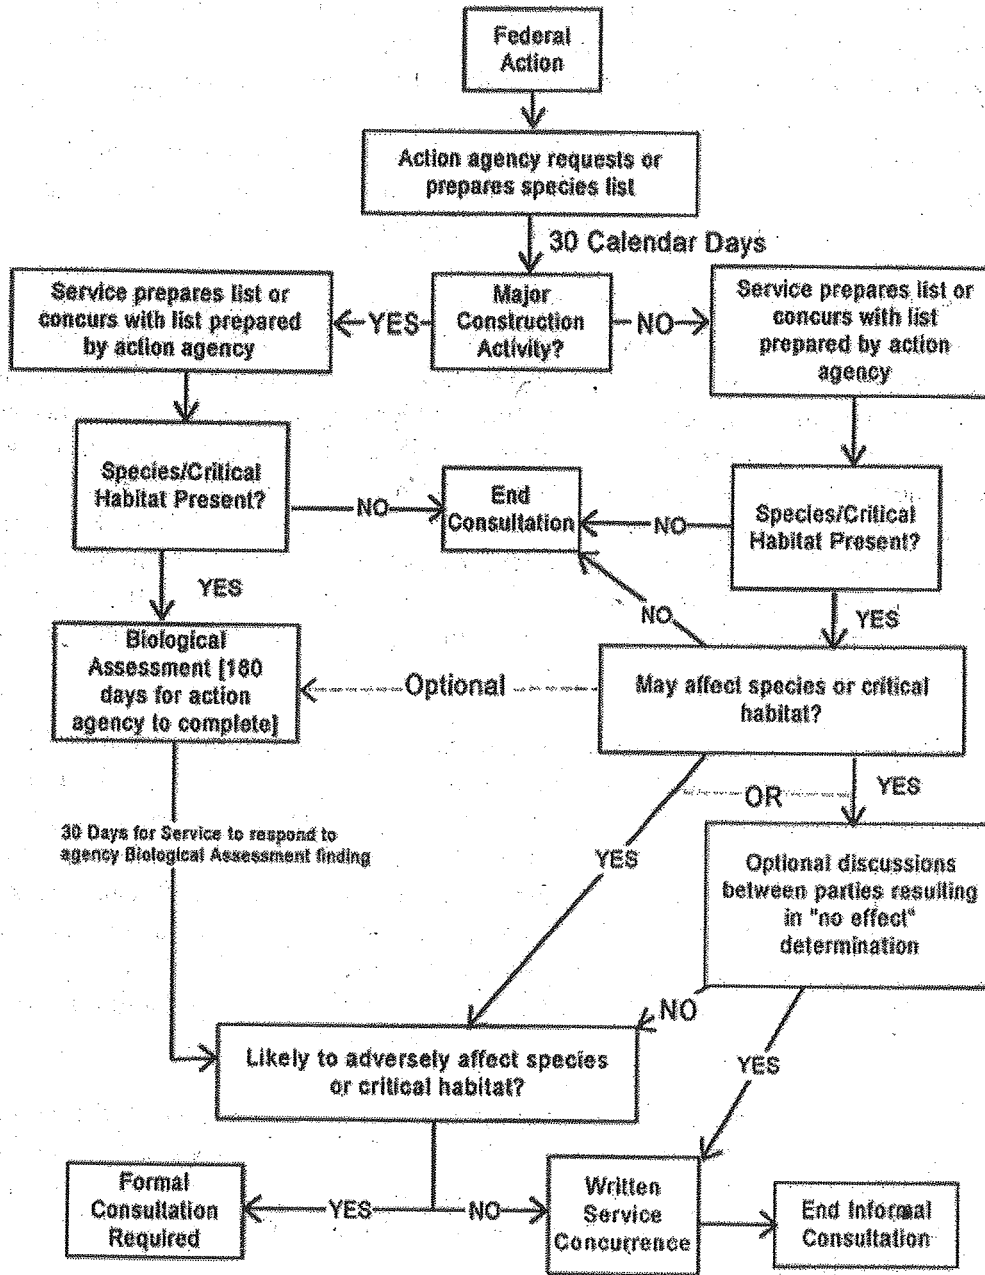 Federal
Action
Action agency requests or
prepares species list
30 Calendar Days
Service prepares list or
concurs with list prepared
by action agency
YES
Major
Construction
Activity?
NO
Service prepares list or
concurs with list
prepared by action
agency
Species/Critical
Habitat Present?
NO
End
Consultation
NO
Species/Critical
Habitat Present?
YES
NO
YES
Biological
Assessment [180
days for action
agency to complete]
Optional
May affect species or critical
habitat?
OR
YES
30 Days for Service to respond to
agency Biological Assessment finding
YES
Optional discussions
between parties resulting
in "no effect"
determination
NO
YES
Likely to adversely affect species
or critical habitat?
Formal
Consultation
Required
YES
NO
Written
Service
Concurrence
End Informal
Consultation